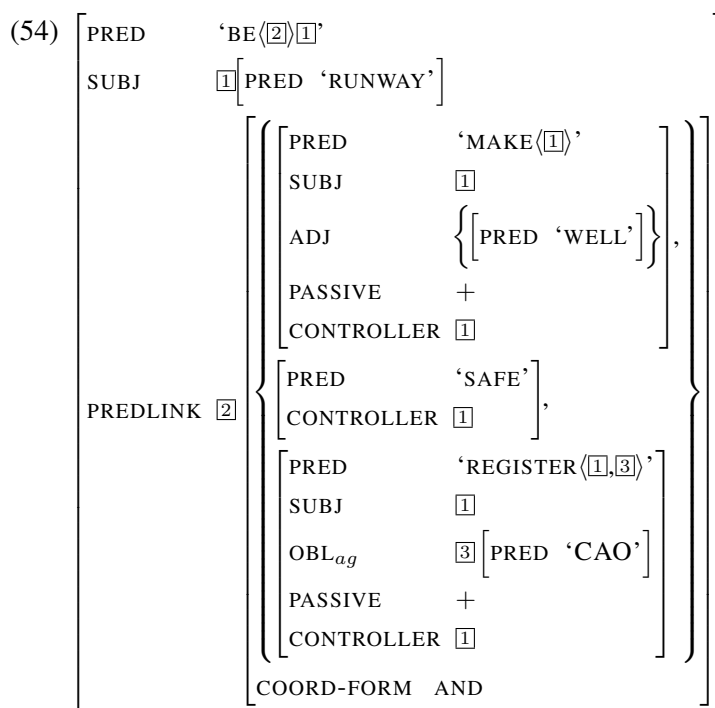 (54)
PRED ‘BE⟨2⟩1’
SUBJ 1[PRED ‘RUNWAY’]
PRED ‘MAKE⟨1⟩’
SUBJ 1
ADJ {[PRED ‘WELL’]},
PASSIVE +
CONTROLLER 1
PRED ‘SAFE’
CONTROLLER 1,
PREDLINK 2
PRED ‘REGISTER⟨1,3⟩’
SUBJ 1
OBLag 3[PRED ‘CAO’]
PASSIVE +
CONTROLLER 1
COORD-FORM AND